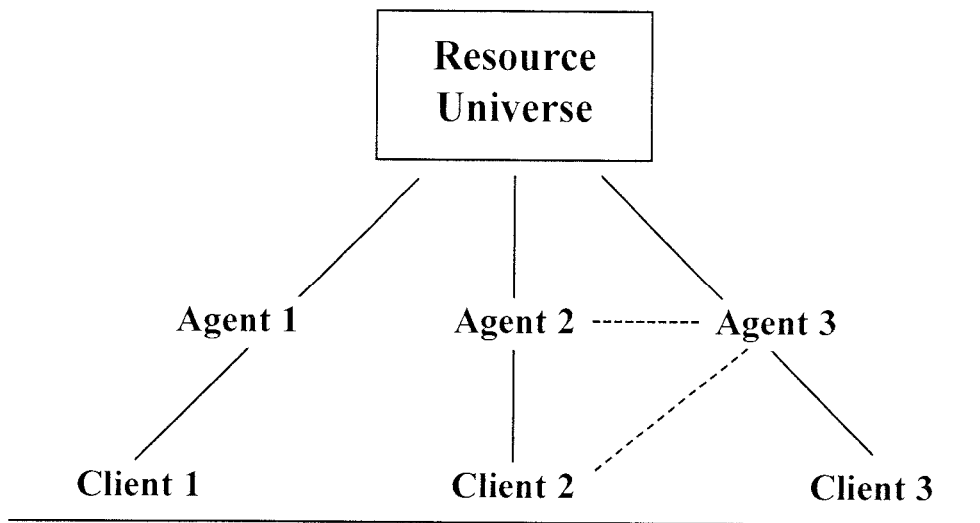 Resource
Universe
Agent 1
Agent 2
Agent 3
Client 1
Client 2
Client 3